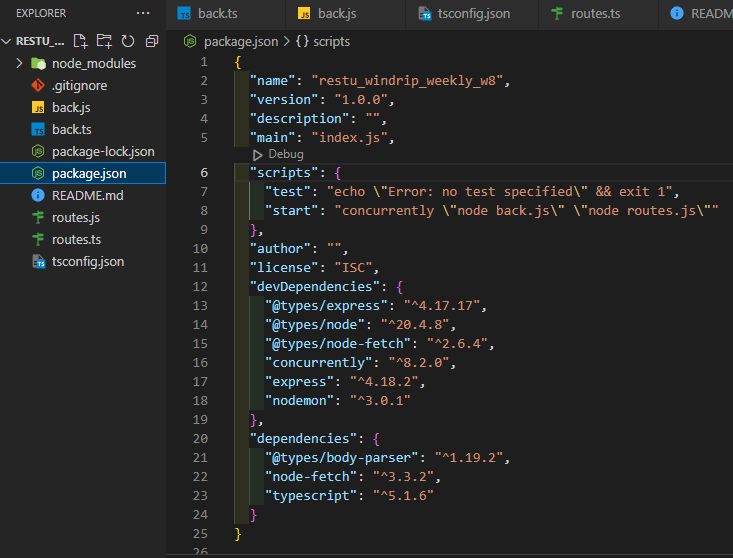 EXPLORER
RESTU_...
node_modules
.gitignore
back.js
back.ts
package-lock.json
package.json
README.md
routes.js
routes.ts
tsconfig.json
back.ts
back.js
tsconfig.json
routes.ts
READM
package.json > {} scripts
1 {
2 "name": "restu_windrip_weekly_w8",
3 "version": "1.0.0",
4 "description": "",
5 "main": "index.js",
Debug
6 "scripts": {
7 "test": "echo \"Error: no test specified\" && exit 1",
8 "start": "concurrently \"node back.js\" \"node routes.js\""
9 },
10 "author": "",
11 "license": "ISC",
12 "devDependencies": {
13 "@types/express": "^4.17.17",
14 "@types/node": "^20.4.8",
15 "@types/node-fetch": "^2.6.4",
16 "concurrently": "^8.2.0",
17 "express": "^4.18.2",
18 "nodemon": "^3.0.1"
19 },
20 "dependencies": {
21 "@types/body-parser": "^1.19.2",
22 "node-fetch": "^3.3.2",
23 "typescript": "^5.1.6"
24 }
25 }
26